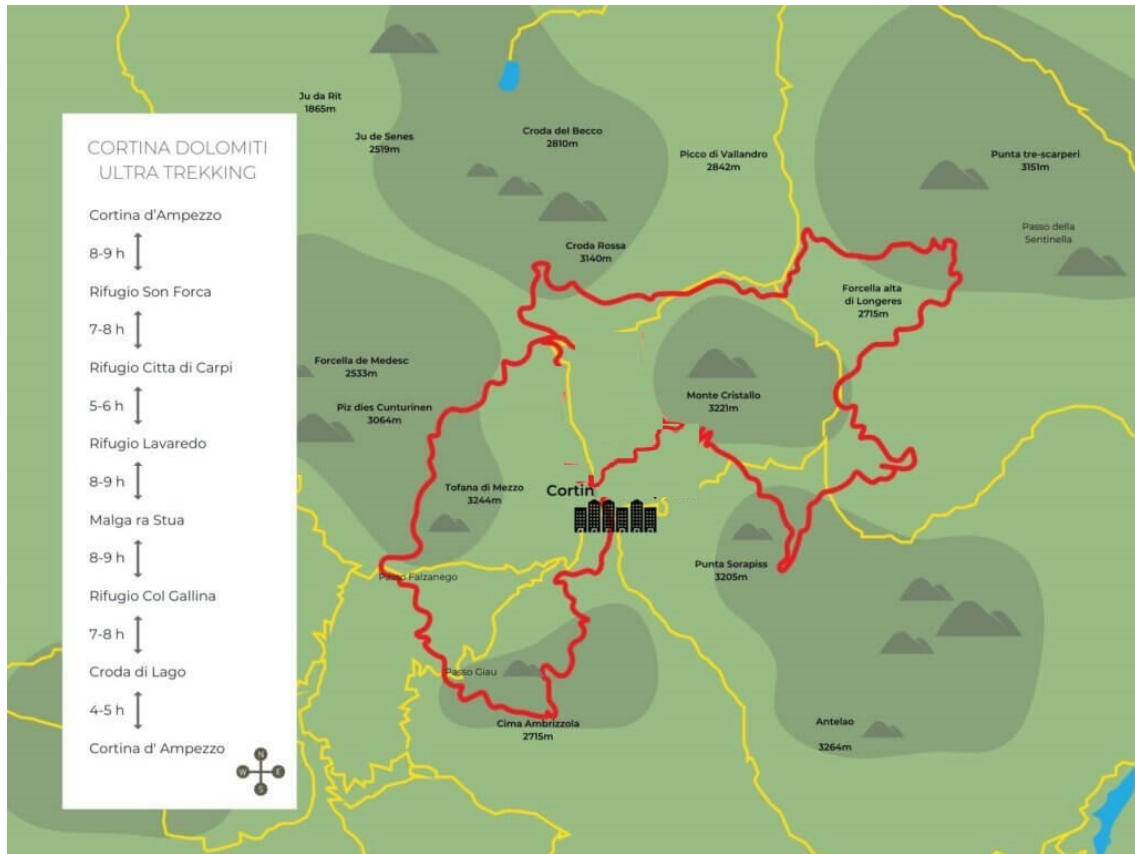 CORTINA DOLOMITI
ULTRA TREKKING
Cortina d'Ampezzo
8-9 h
Rifugio Son Forca
7-8 h
Rifugio Citta di Carpi
5-6 h
Rifugio Lavaredo
8-9 h
Malga ra Stua
8-9 h
Rifugio Col Gallina
7-8 h
Croda di Lago
4-5 h
Cortina d' Ampezzo
N
W E
S
Ju da Rit
1865m
Ju de Senes
2519m
Croda del Becco
2810m
Picco di Vallandro
2842m
Punta tre-scarperi
3151m
Passo della
Sentinella
Croda Rossa
3140m
Forcella alta
di Longeres
2715m
Forcella de Medesc
2533m
Piz dies Cunturinen
3064m
Monte Cristallo
3221m
Tofana di Mezzo
3244m
Cortin
Punta Sorapiss
3205m
Passo Falzanego
Passo Giau
Cima Ambrizzola
2715m
Antelao
3264m